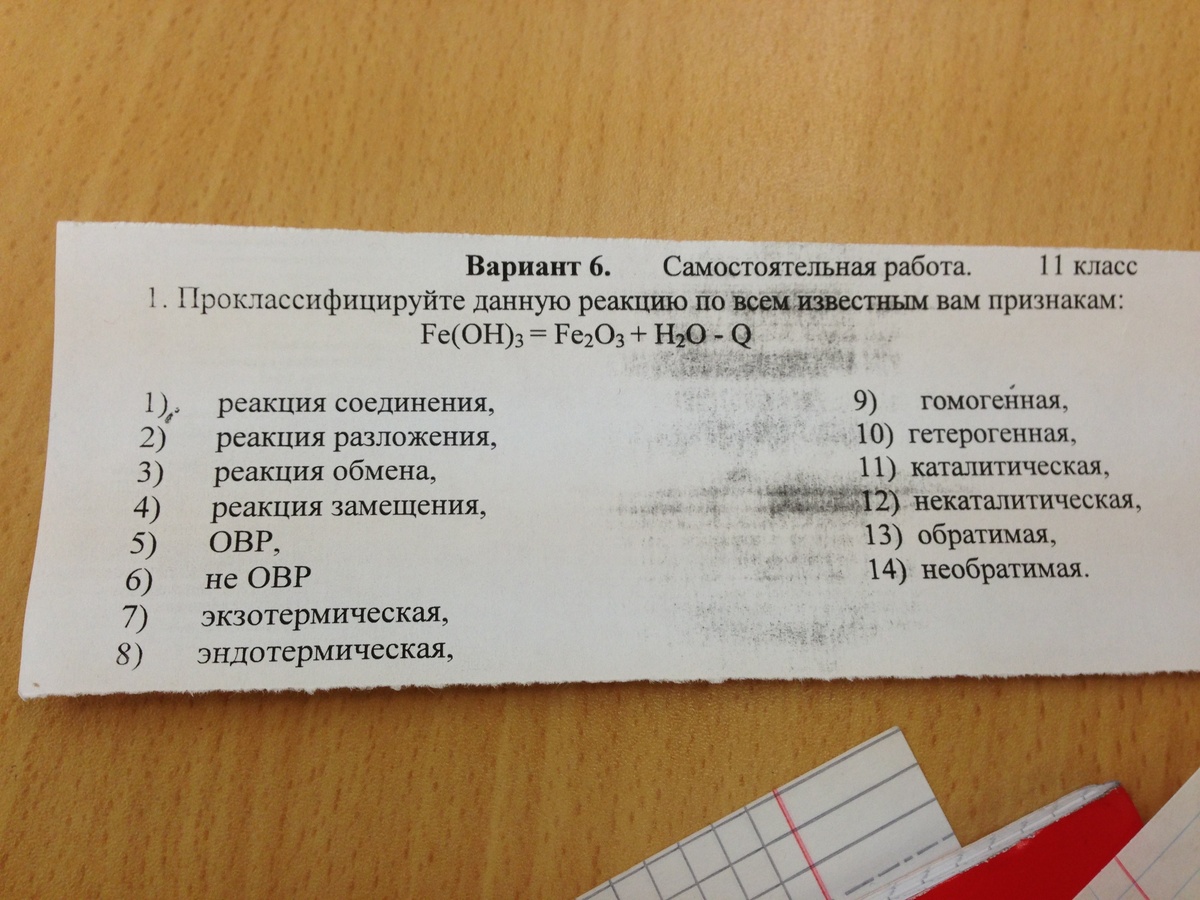 Вариант 6. Самостоятельная работа. 11 класс
1. Проклассифицируйте данную реакцию по всем известным вам признакам:
Fe(OH)₃ = Fe₂O₃ + H₂O - Q
1) реакция соединения,
2) реакция разложения,
3) реакция обмена,
4) реакция замещения,
5) ОВР,
6) не ОВР
7) экзотермическая,
8) эндотермическая,
9) гомогенная,
10) гетерогенная,
11) каталитическая,
12) некаталитическая,
13) обратимая,
14) необратимая.